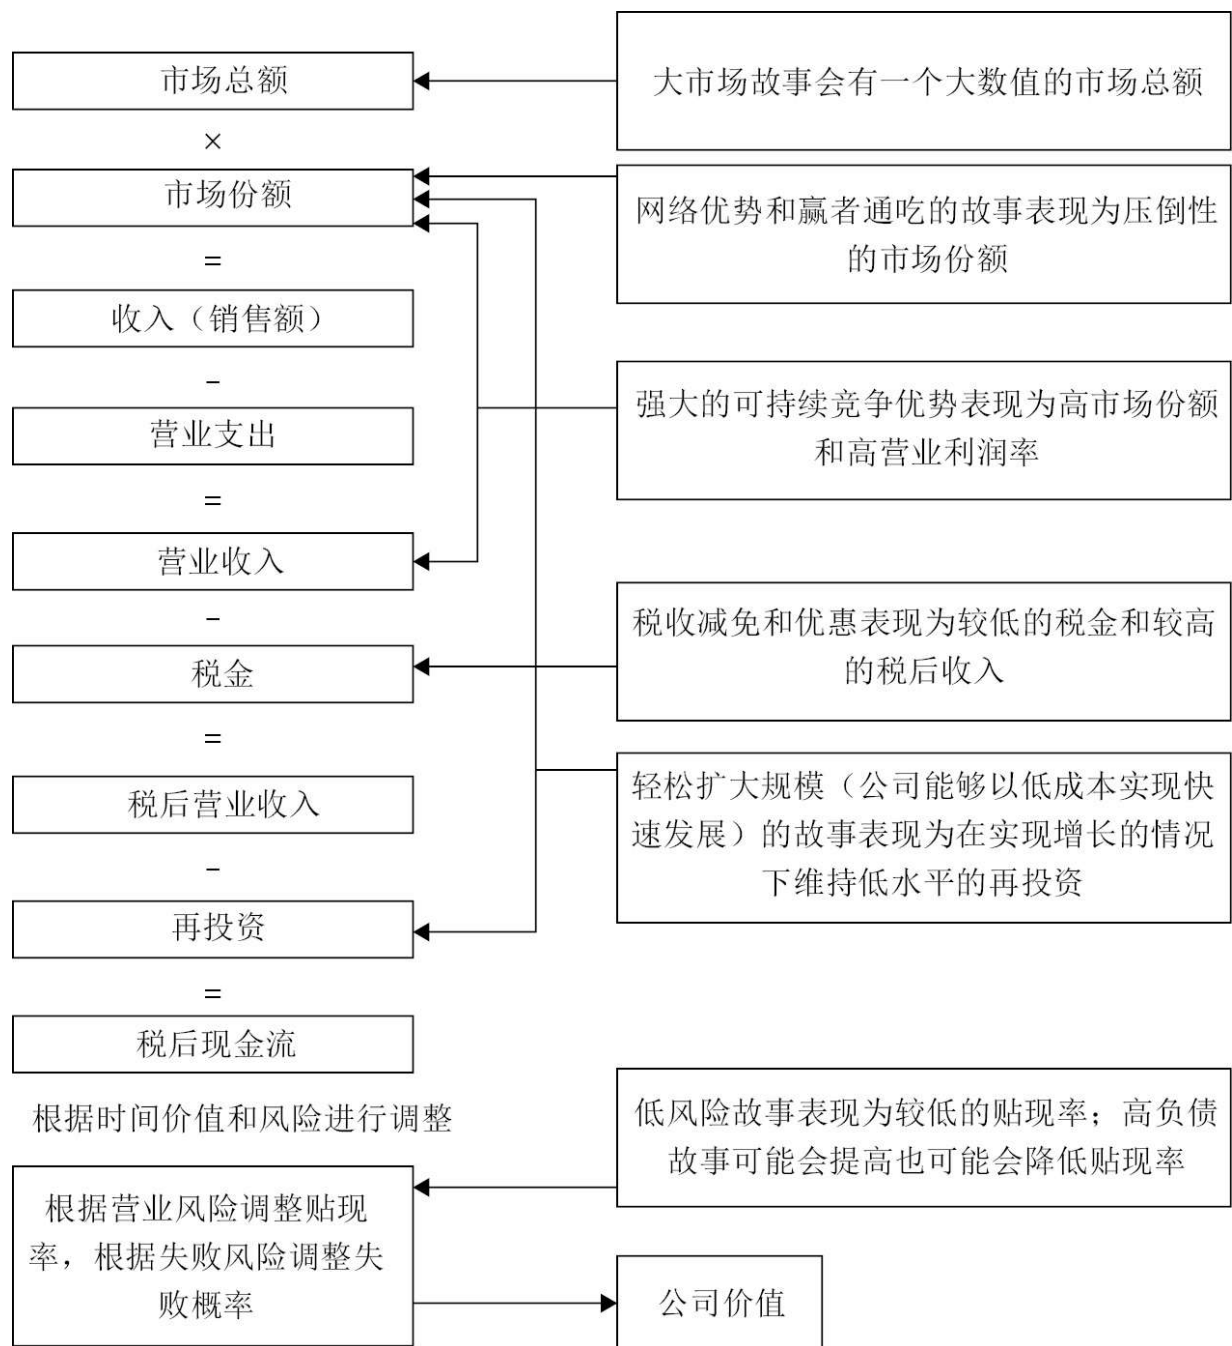 市场总额
×
市场份额
=
收入（销售额）
-
营业支出
=
营业收入
-
税金
=
税后营业收入
-
再投资
=
税后现金流
根据时间价值和风险进行调整
根据营业风险调整贴现
率，根据失败风险调整失
败概率
大市场故事会有一个大数值的市场总额
网络优势和赢者通吃的故事表现为压倒性
的市场份额
强大的可持续竞争优势表现为高市场份额
和高营业利润率
税收减免和优惠表现为较低的税金和较高
的税后收入
轻松扩大规模（公司能够以低成本实现快
速发展）的故事表现为在实现增长的情况
下维持低水平的再投资
低风险故事表现为较低的贴现率；高负债
故事可能会提高也可能会降低贴现率
公司价值